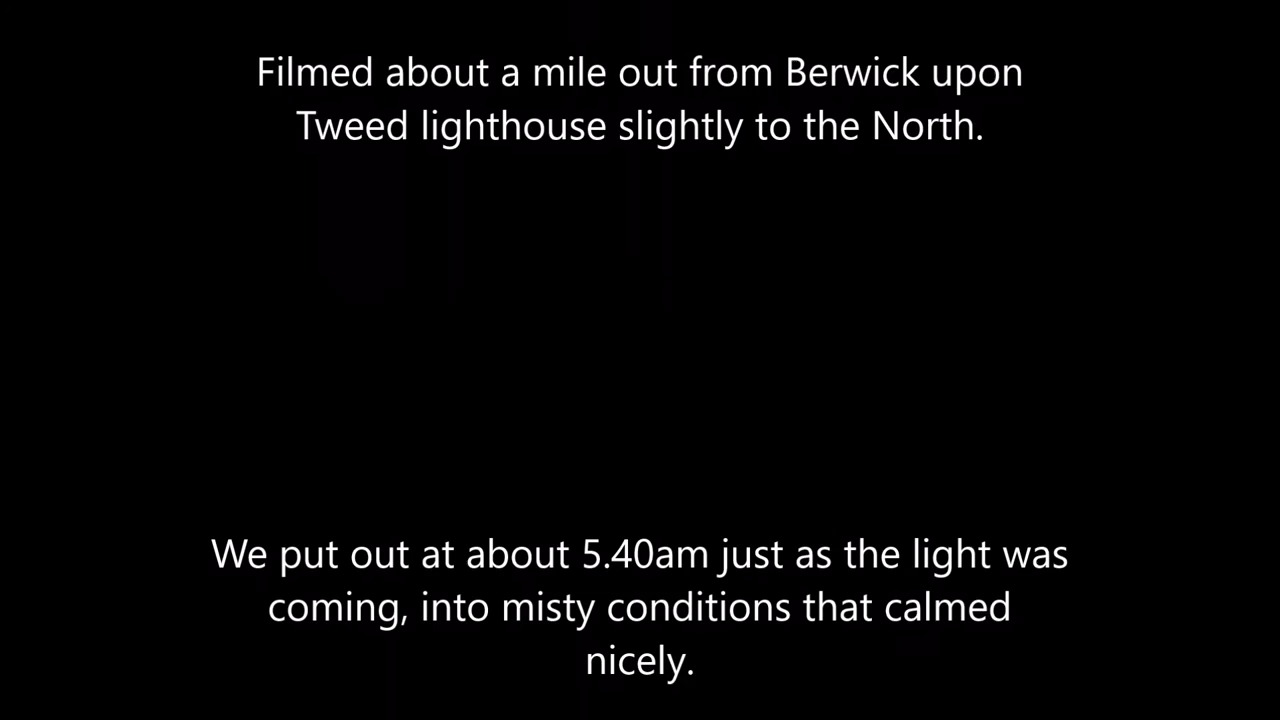 Filmed about a mile out from Berwick upon
Tweed lighthouse slightly to the North.
We put out at about 5.40am just as the light was
coming, into misty conditions that calmed
nicely.